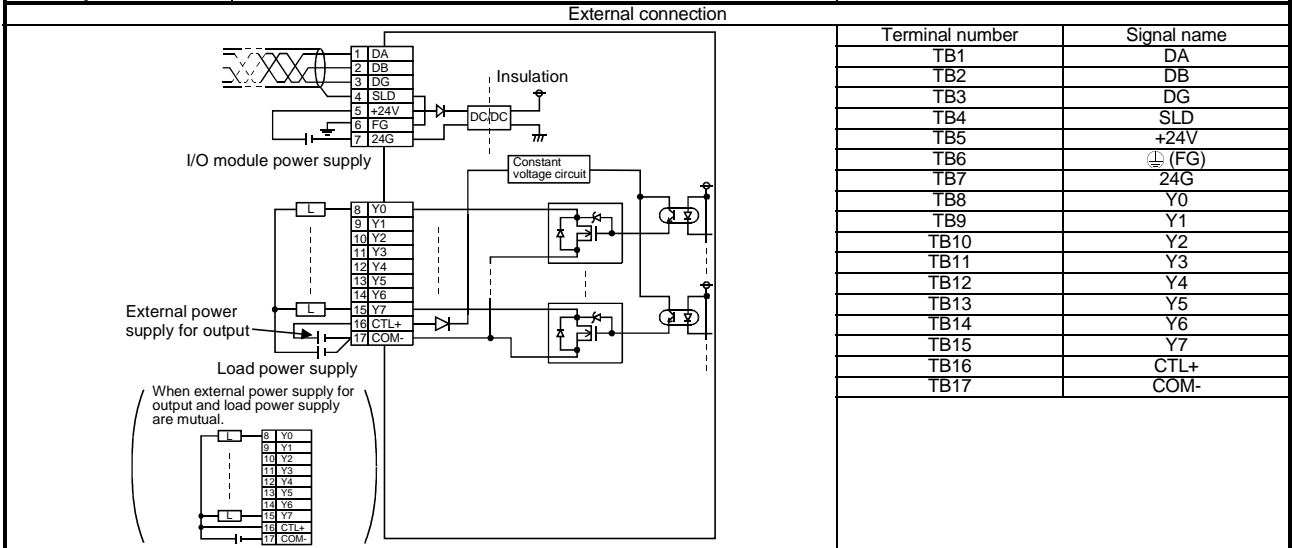 External connection
1 DA
2 DB
3 DG
4 SLD
5 +24V
6 FG
7 24G
Insulation
DC/DC
I/O module power supply
Constant
voltage circuit
L
8 Y0
9 Y1
10 Y2
11 Y3
12 Y4
13 Y5
14 Y6
L
15 Y7
16 CTL+
17 COM-
External power
supply for output
Load power supply
When external power supply for
output and load power supply
are mutual.
L
8 Y0
9 Y1
10 Y2
11 Y3
12 Y4
13 Y5
14 Y6
L
15 Y7
16 CTL+
17 COM-
Terminal number Signal name
TB1 DA
TB2 DB
TB3 DG
TB4 SLD
TB5 +24V
TB6 (FG)
TB7 24G
TB8 Y0
TB9 Y1
TB10 Y2
TB11 Y3
TB12 Y4
TB13 Y5
TB14 Y6
TB15 Y7
TB16 CTL+
TB17 COM-